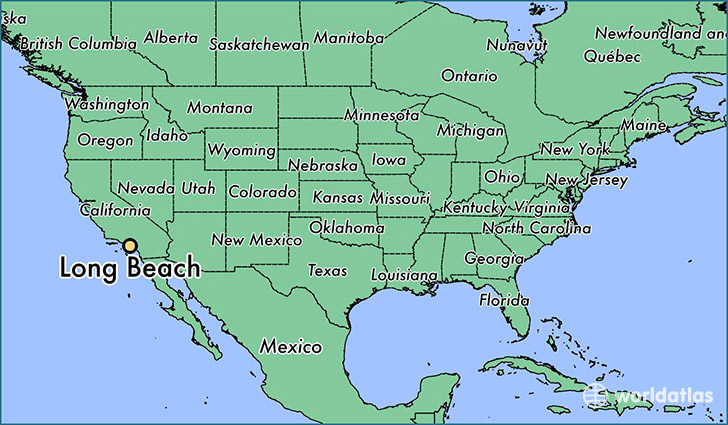 ska
British Columbia
Alberta
Saskatchewan
Manitoba
Nunavut
Newfoundland and
Québec
Ontario
Washington
Montana
Minnesota
Michigan
Maine
Oregon
Idaho
Wyoming
Nebraska
Iowa
New York
Ohio
New Jersey
Nevada
Utah
Colorado
Kansas
Missouri
Kentucky
Virginia
California
New Mexico
Oklahoma
North Carolina
Long Beach
Texas
Louisiana
Georgia
Florida
Mexico
worldatlas